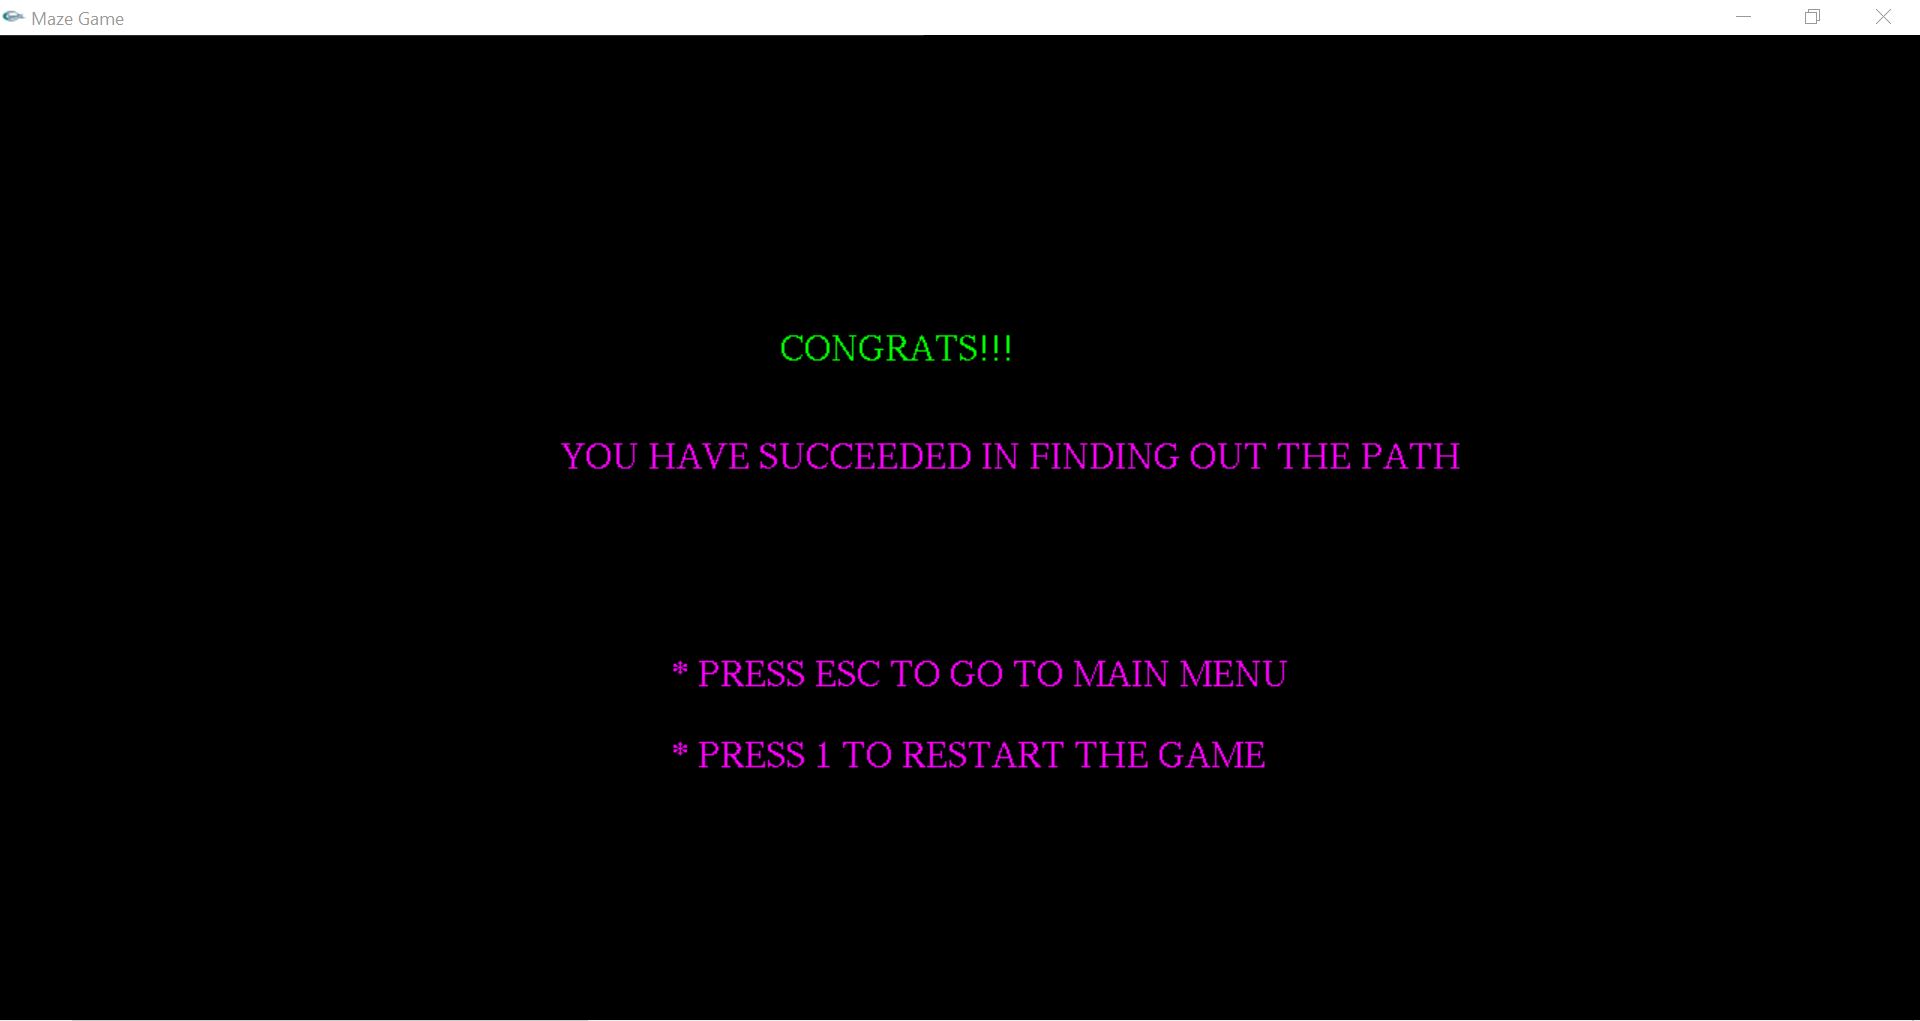 Maze Game
CONGRATS!!!
YOU HAVE SUCCEEDED IN FINDING OUT THE PATH
* PRESS ESC TO GO TO MAIN MENU
* PRESS 1 TO RESTART THE GAME